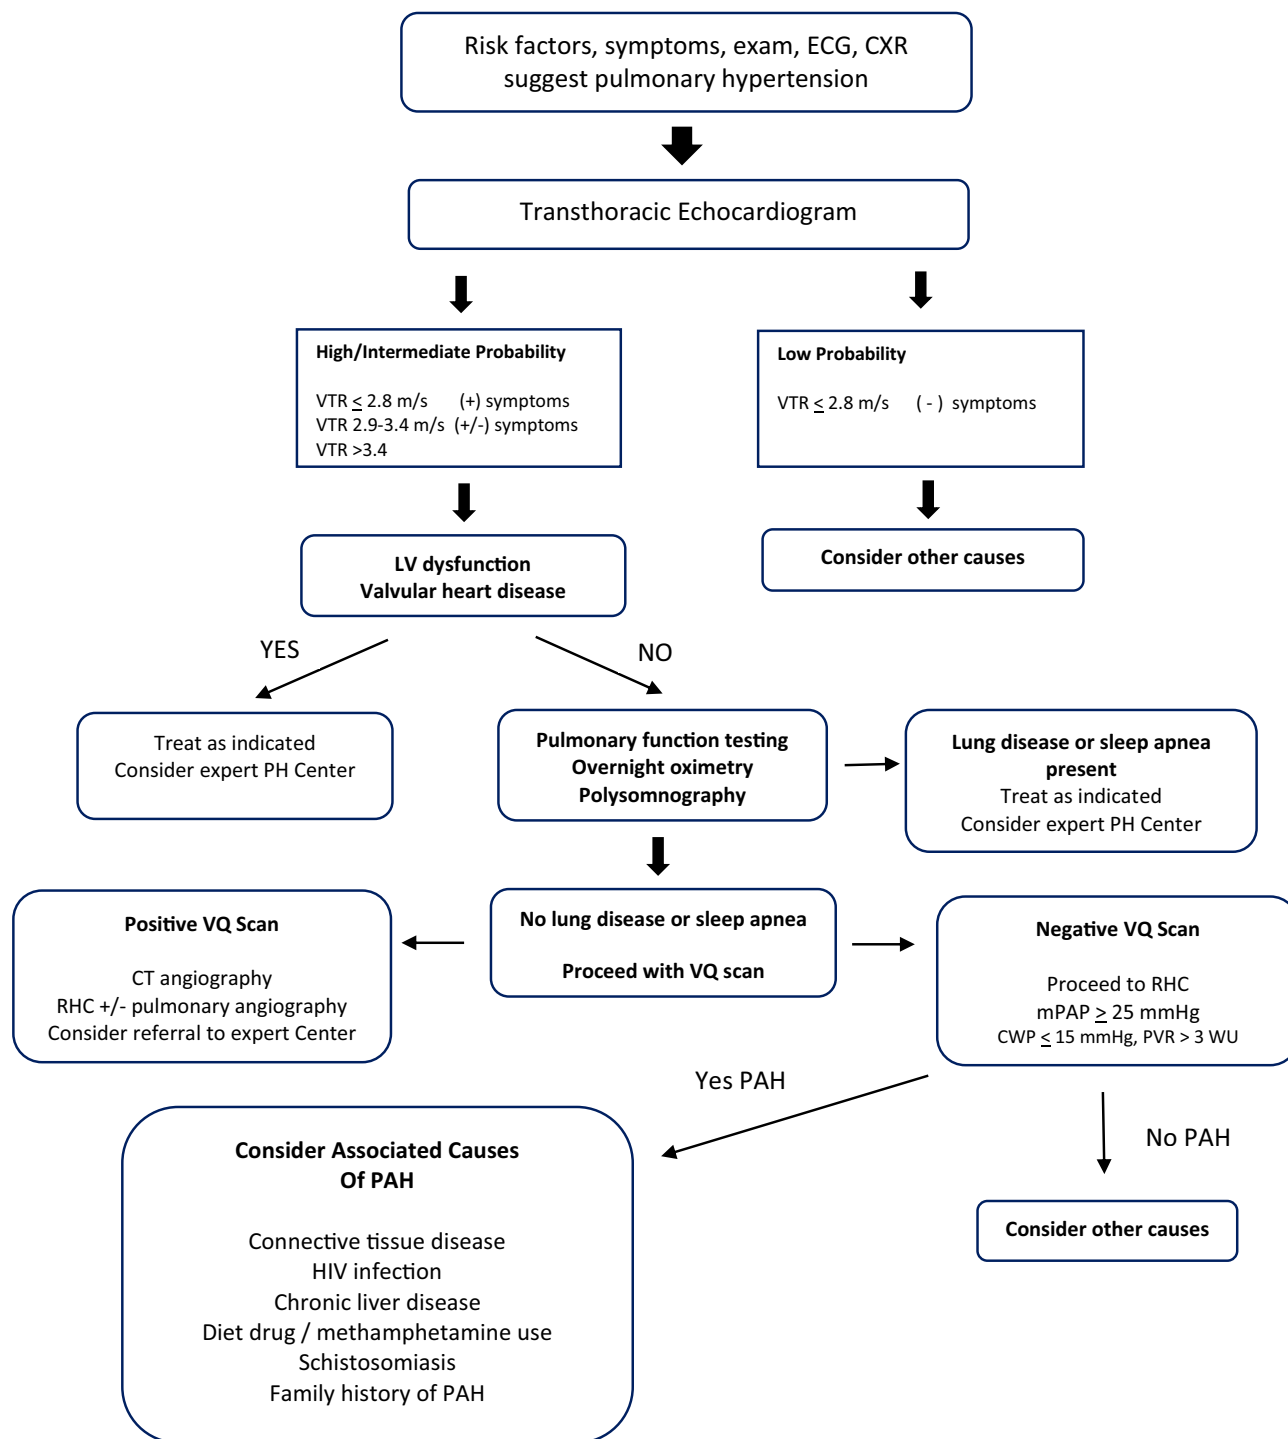 Risk factors, symptoms, exam, ECG, CXR
suggest pulmonary hypertension
Transthoracic Echocardiogram
High/Intermediate Probability
VTR ≤ 2.8 m/s (+) symptoms
VTR 2.9-3.4 m/s (+/-) symptoms
VTR >3.4
Low Probability
VTR ≤ 2.8 m/s ( - ) symptoms
LV dysfunction
Valvular heart disease
Consider other causes
YES
NO
Treat as indicated
Consider expert PH Center
Pulmonary function testing
Overnight oximetry
Polysomnography
Lung disease or sleep apnea
present
Treat as indicated
Consider expert PH Center
Positive VQ Scan
CT angiography
RHC +/- pulmonary angiography
Consider referral to expert Center
No lung disease or sleep apnea
Proceed with VQ scan
Negative VQ Scan
Proceed to RHC
mPAP ≥ 25 mmHg
CWP ≤ 15 mmHg, PVR > 3 WU
Yes PAH
No PAH
Consider Associated Causes
Of PAH
Connective tissue disease
HIV infection
Chronic liver disease
Diet drug / methamphetamine use
Schistosomiasis
Family history of PAH
Consider other causes